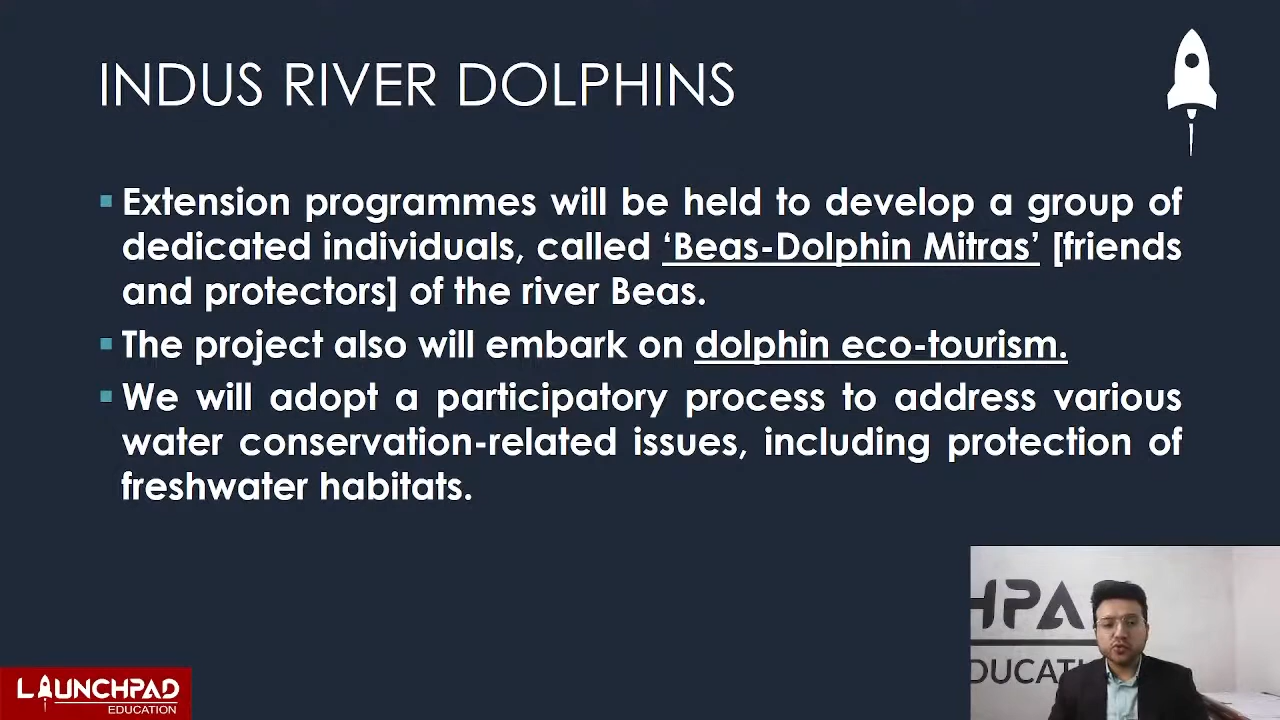 INDUS RIVER DOLPHINS
Extension programmes will be held to develop a group of
dedicated individuals, called ‘Beas-Dolphin Mitras’ [friends
and protectors] of the river Beas.
The project also will embark on dolphin eco-tourism.
We will adopt a participatory process to address various
water conservation-related issues, including protection of
freshwater habitats.
HPAD
DUCATI
LAUNCHPAD
EDUCATION